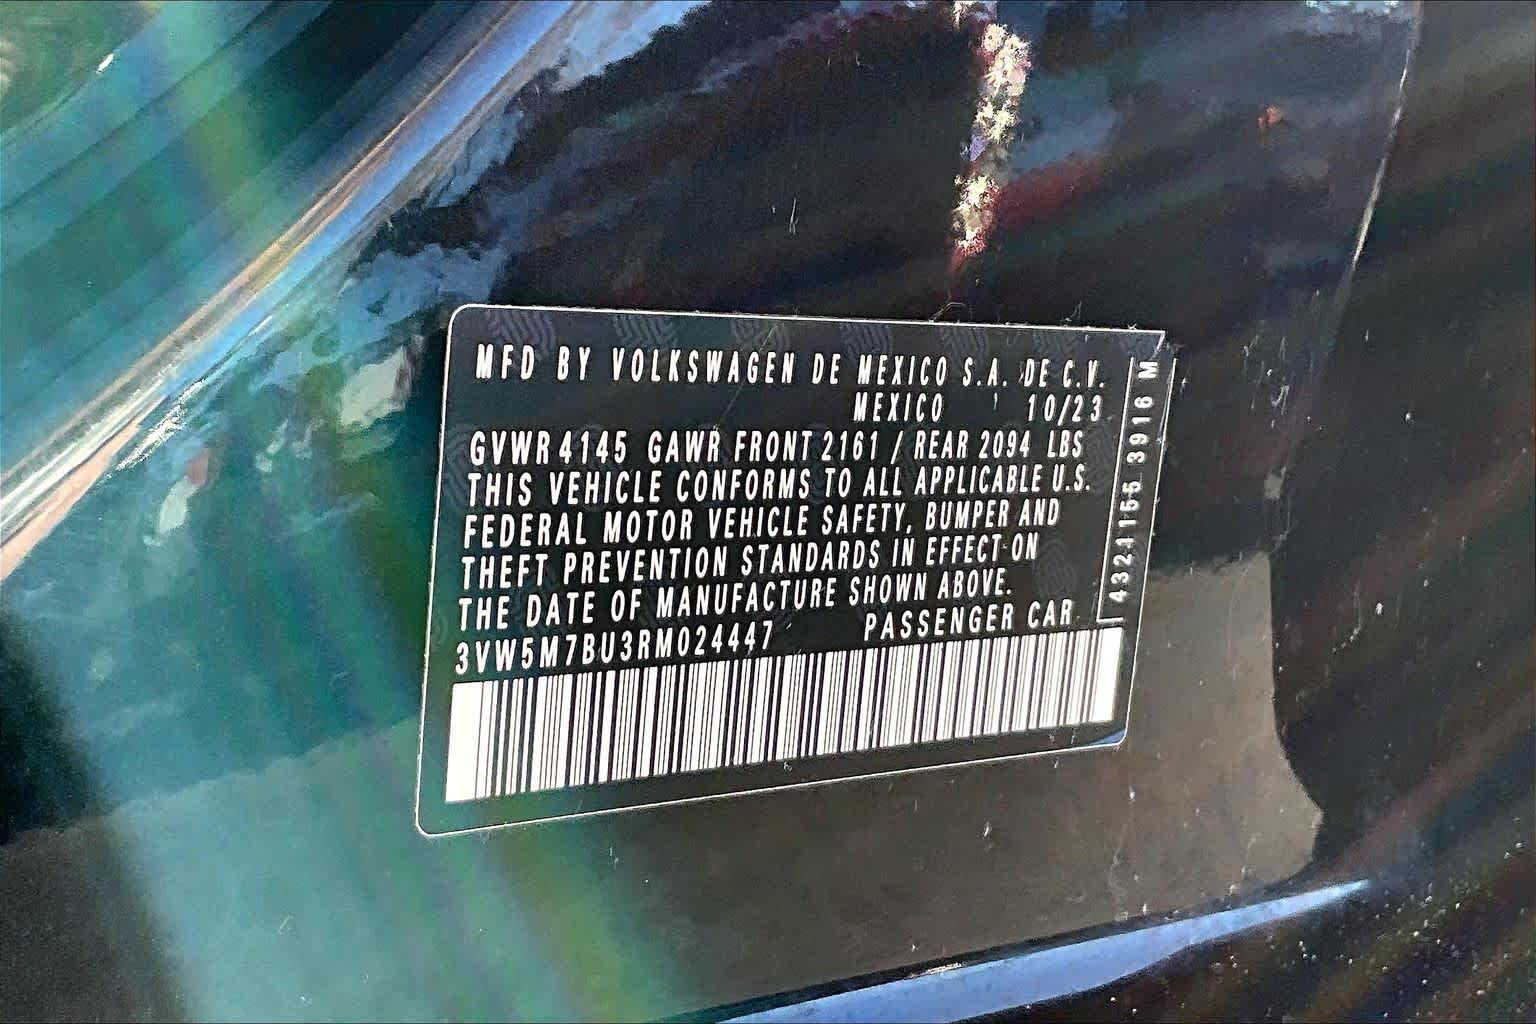 MFD BY VOLKSWAGEN DE MEXICO S.A. DE C.V.
MEXICO 10/23
GVWR 4145 GAWR FRONT 2161 / REAR 2094 LBS
THIS VEHICLE CONFORMS TO ALL APPLICABLE U.S.
FEDERAL MOTOR VEHICLE SAFETY, BUMPER AND
THEFT PREVENTION STANDARDS IN EFFECT ON
THE DATE OF MANUFACTURE SHOWN ABOVE.
3VW5M7BU3RM024447 PASSENGER CAR
4321155 3916 M